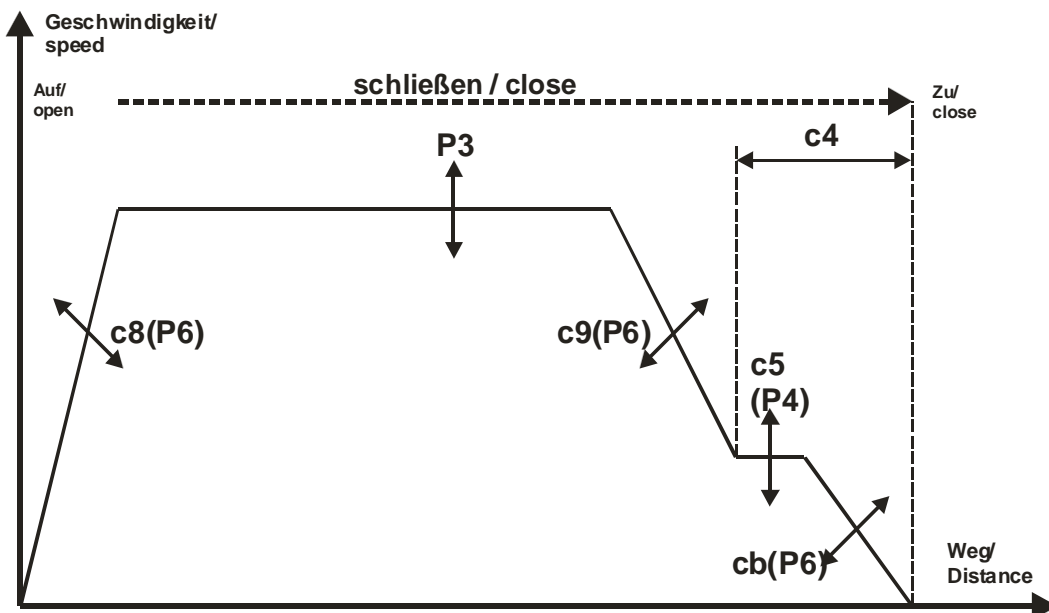 Geschwindigkeit/
speed
Auf/
open
schließen / close
Zu/
close
c4
P3
c8(P6)
c9(P6)
c5
(P4)
cb(P6)
Weg/
Distance